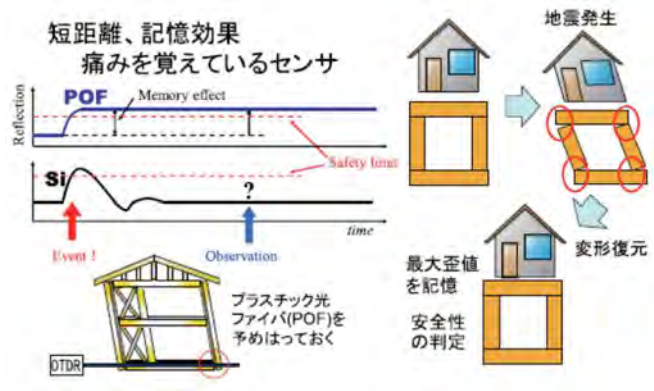 短距離、記憶効果
痛みを覚えているセンサ
POF
Memory effect
Reflection
Safety limit
Si
?
time
Event !
Observation
プラスチック光
ファイバ(POF)を
予めはっておく
OTDR
地震発生
変形復元
最大歪値
を記憶
安全性
の判定